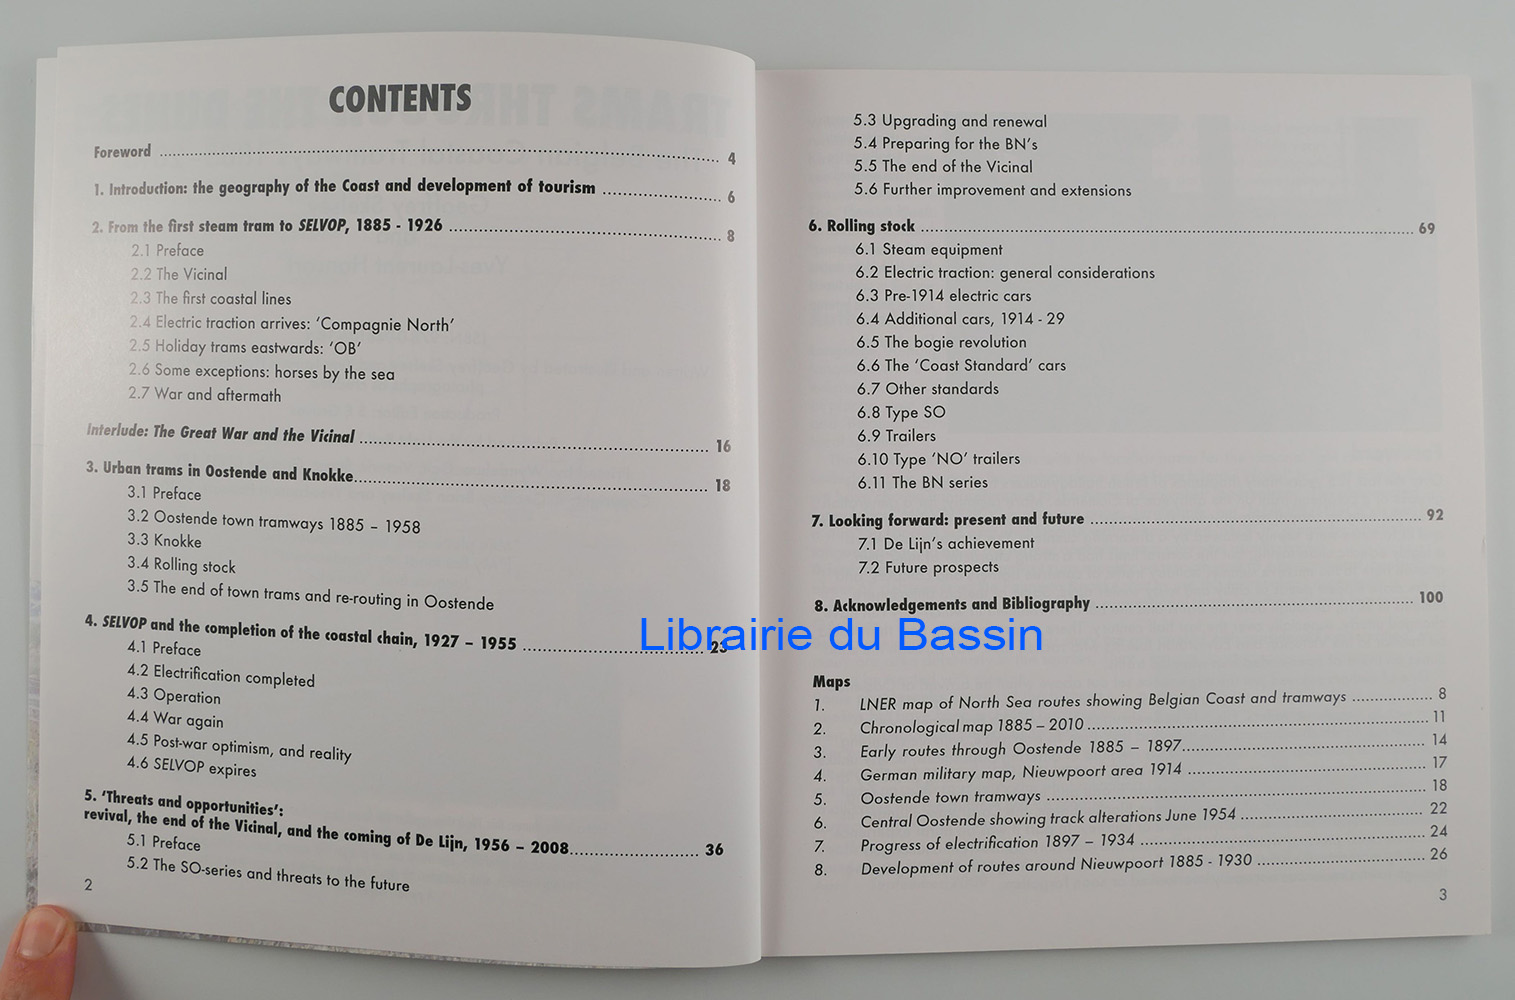 CONTENTS
Foreword ........ 4
1. Introduction: the geography of the Coast and development of tourism ........ 6
2. From the first steam tram to SELVOP, 1885 - 1926 ........ 8
2.1 Preface
2.2 The Vicinal
2.3 The first coastal lines
2.4 Electric traction arrives: ‘Compagnie North’
2.5 Holiday trams eastwards: ‘OB’
2.6 Some exceptions: horses by the sea
2.7 War and aftermath
Interlude: The Great War and the Vicinal ........ 16
3. Urban trams in Oostende and Knokke ........ 18
3.1 Preface
3.2 Oostende town tramways 1885 – 1958
3.3 Knokke
3.4 Rolling stock
3.5 The end of town trams and re-routing in Oostende
4. SELVOP and the completion of the coastal chain, 1927 – 1955 ........ 23
4.1 Preface
4.2 Electrification completed
4.3 Operation
4.4 War again
4.5 Post-war optimism, and reality
4.6 SELVOP expires
5. ‘Threats and opportunities’:
revival, the end of the Vicinal, and the coming of De Lijn, 1956 – 2008 ........ 36
5.1 Preface
5.2 The SO-series and threats to the future
2
5.3 Upgrading and renewal
5.4 Preparing for the BN’s
5.5 The end of the Vicinal
5.6 Further improvement and extensions
6. Rolling stock ........ 69
6.1 Steam equipment
6.2 Electric traction: general considerations
6.3 Pre-1914 electric cars
6.4 Additional cars, 1914 - 29
6.5 The bogie revolution
6.6 The ‘Coast Standard’ cars
6.7 Other standards
6.8 Type SO
6.9 Trailers
6.10 Type ‘NO’ trailers
6.11 The BN series
7. Looking forward: present and future ........ 92
7.1 De Lijn’s achievement
7.2 Future prospects
8. Acknowledgements and Bibliography ........ 100
Librairie du Bassin
Maps
1. LNER map of North Sea routes showing Belgian Coast and tramways ........ 8
2. Chronological map 1885 – 2010 ........ 11
3. Early routes through Oostende 1885 – 1897 ........ 14
4. German military map, Nieuwpoort area 1914 ........ 17
5. Oostende town tramways ........ 18
6. Central Oostende showing track alterations June 1954 ........ 22
7. Progress of electrification 1897 – 1934 ........ 24
8. Development of routes around Nieuwpoort 1885 - 1930 ........ 26
3